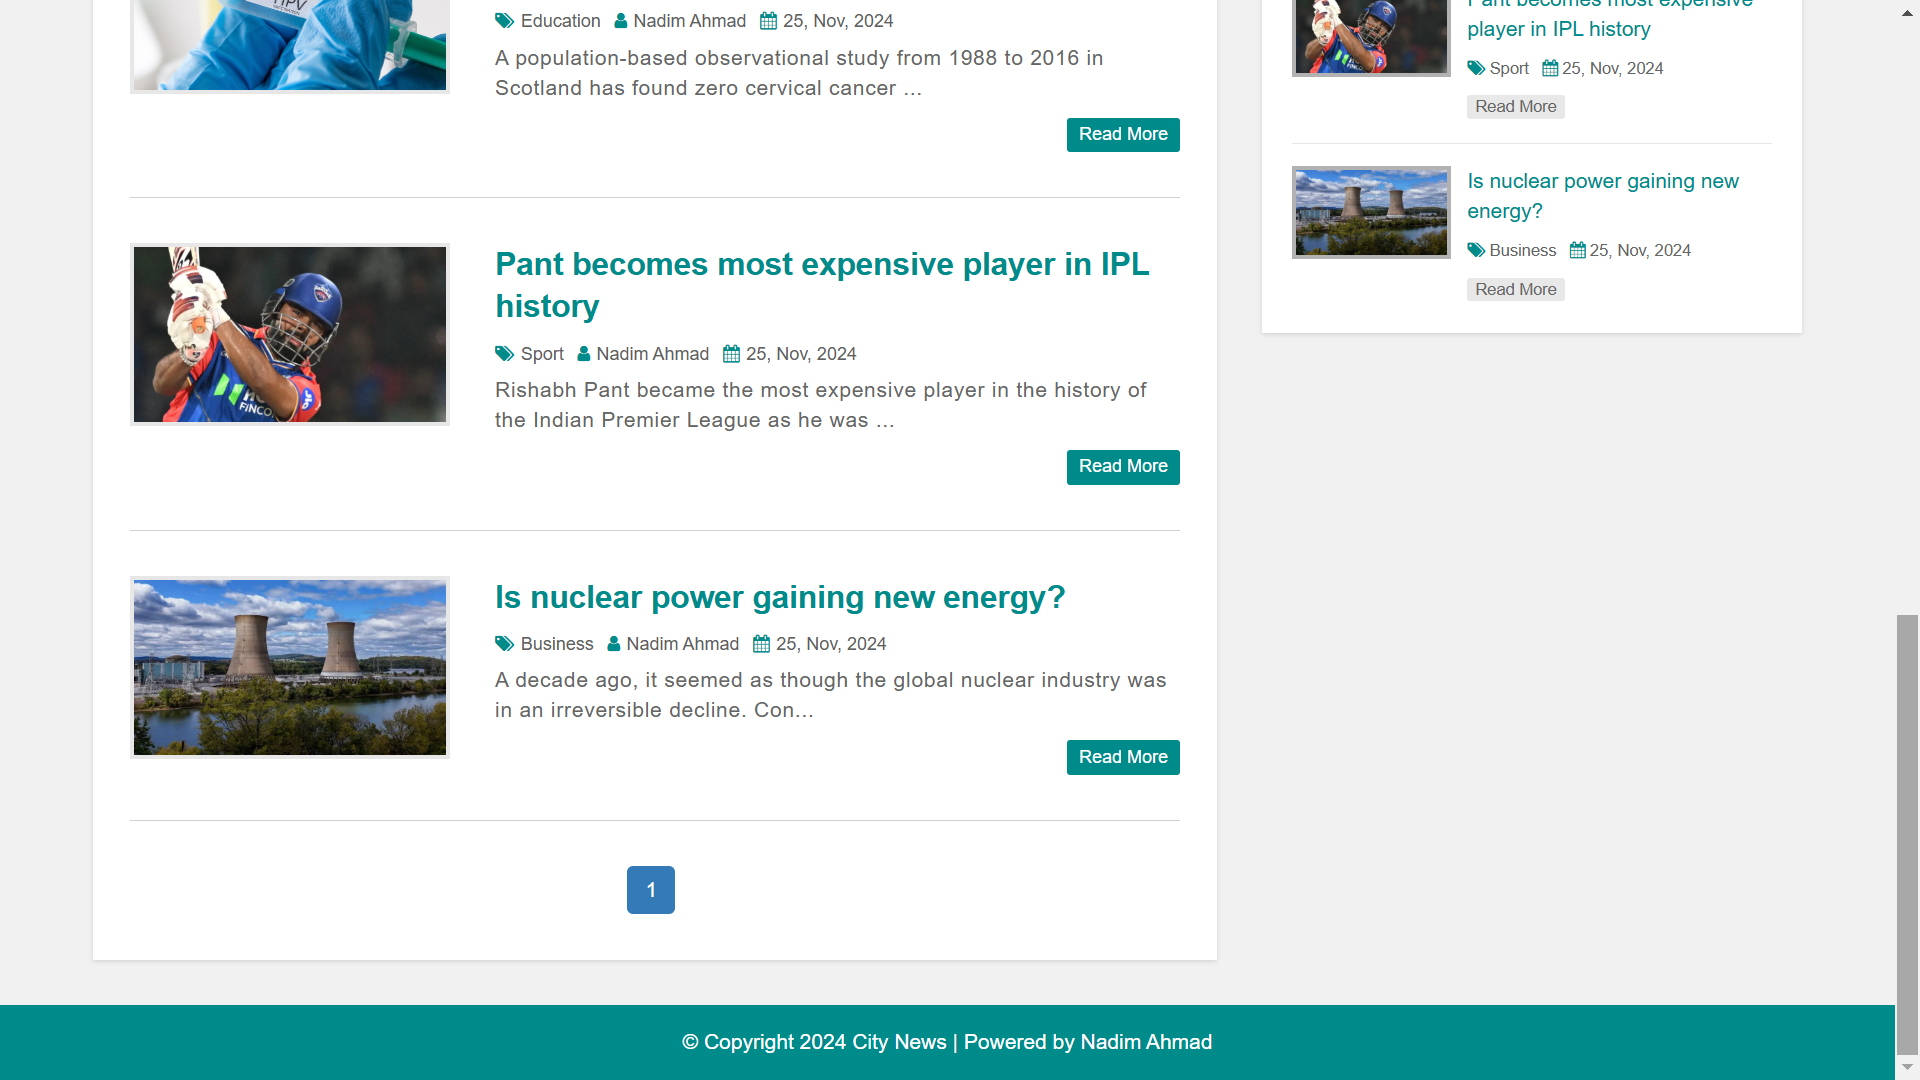 HPV
Education Nadim Ahmad 25, Nov, 2024
A population-based observational study from 1988 to 2016 in
Scotland has found zero cervical cancer ...
Read More
Pant becomes most expensive player in IPL
history
Sport Nadim Ahmad 25, Nov, 2024
Rishabh Pant became the most expensive player in the history of
the Indian Premier League as he was ...
Read More
FINCO
Is nuclear power gaining new energy?
Business Nadim Ahmad 25, Nov, 2024
A decade ago, it seemed as though the global nuclear industry was
in an irreversible decline. Con...
Read More
1
Pant becomes most expensive
player in IPL history
Sport 25, Nov, 2024
Read More
Is nuclear power gaining new
energy?
Business 25, Nov, 2024
Read More
© Copyright 2024 City News | Powered by Nadim Ahmad